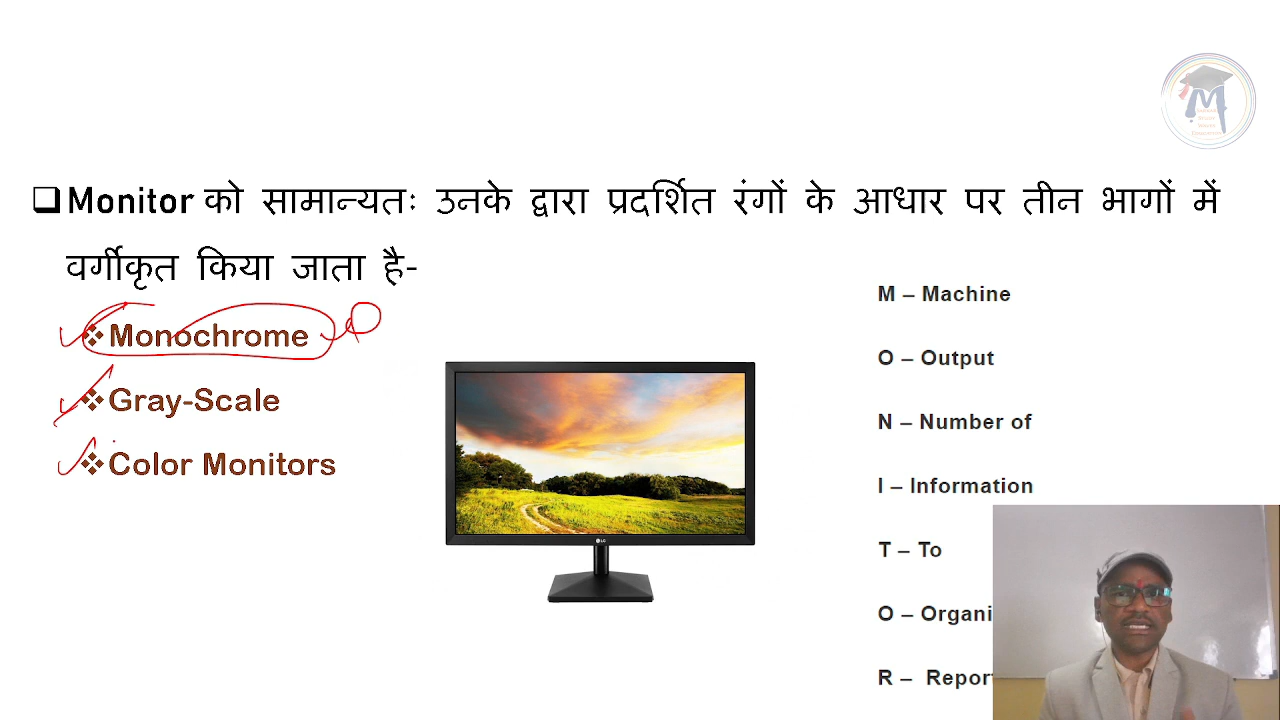 Monitor को सामान्यतः उनके द्वारा प्रदर्शित रंगों के आधार पर तीन भागों में
वर्गीकृत किया जाता है-
Monochrome
Gray-Scale
Color Monitors
M – Machine
O – Output
N – Number of
I – Information
T – To
O – Organi
R – Repor
LG
M